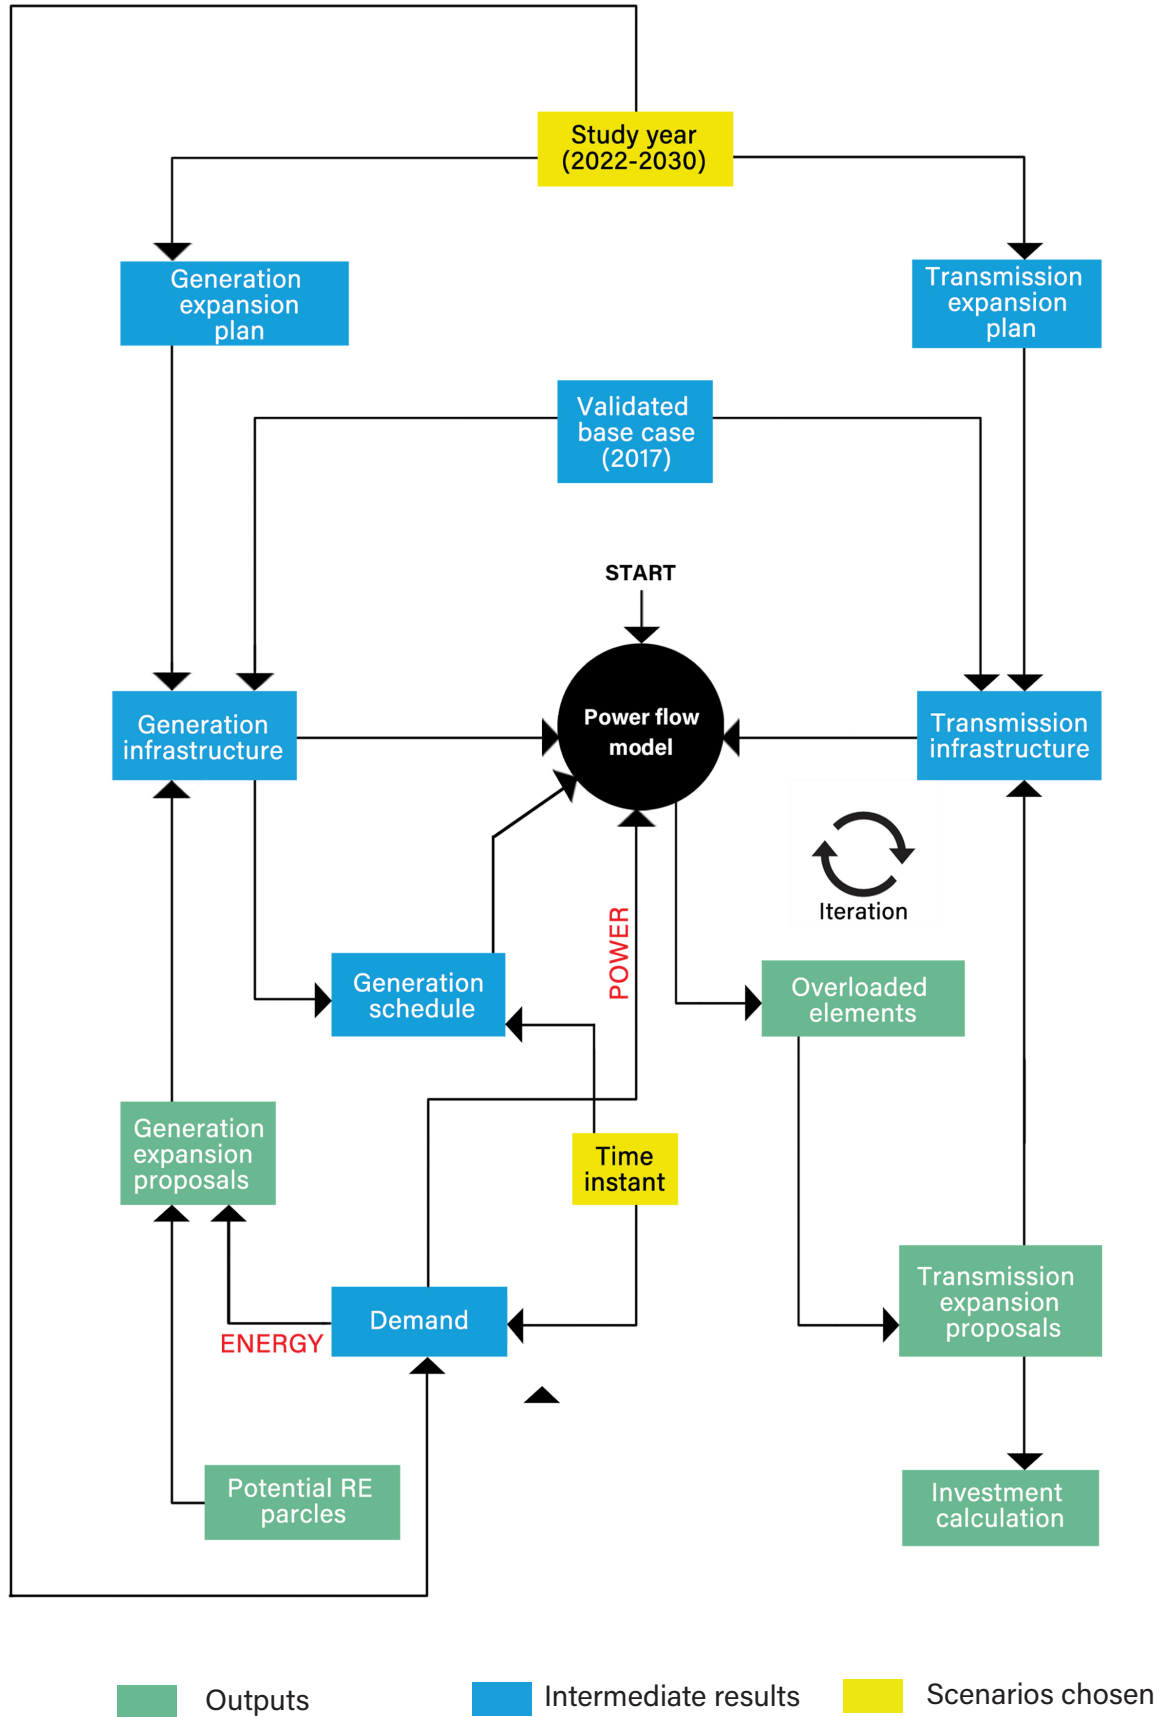 Study year
(2022-2030)
Generation
expansion
plan
Transmission
expansion
plan
Validated
base case
(2017)
START
Generation
infrastructure
Power flow
model
Transmission
infrastructure
Iteration
POWER
Generation
schedule
Overloaded
elements
Generation
expansion
proposals
Time
instant
Transmission
expansion
proposals
Demand
ENERGY
Potential RE
parcles
Investment
calculation
Outputs
Intermediate results
Scenarios chosen